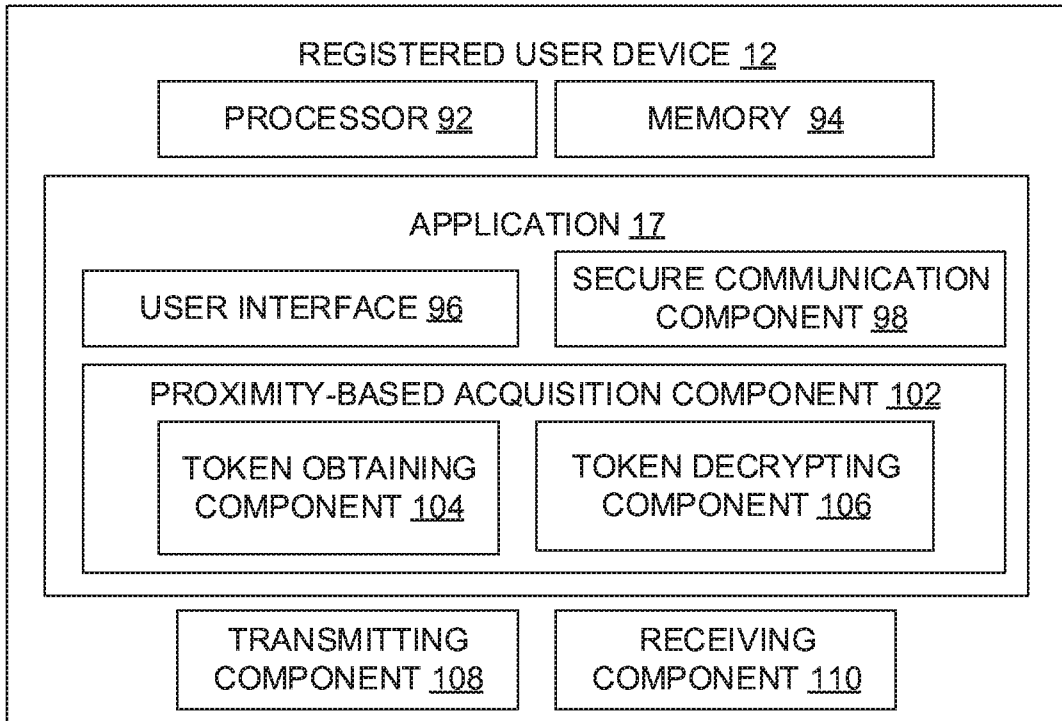 REGISTERED USER DEVICE 12
PROCESSOR 92
MEMORY 94
APPLICATION 17
USER INTERFACE 96
SECURE COMMUNICATION
COMPONENT 98
PROXIMITY-BASED ACQUISITION COMPONENT 102
TOKEN OBTAINING
COMPONENT 104
TOKEN DECRYPTING
COMPONENT 106
TRANSMITTING
COMPONENT 108
RECEIVING
COMPONENT 110